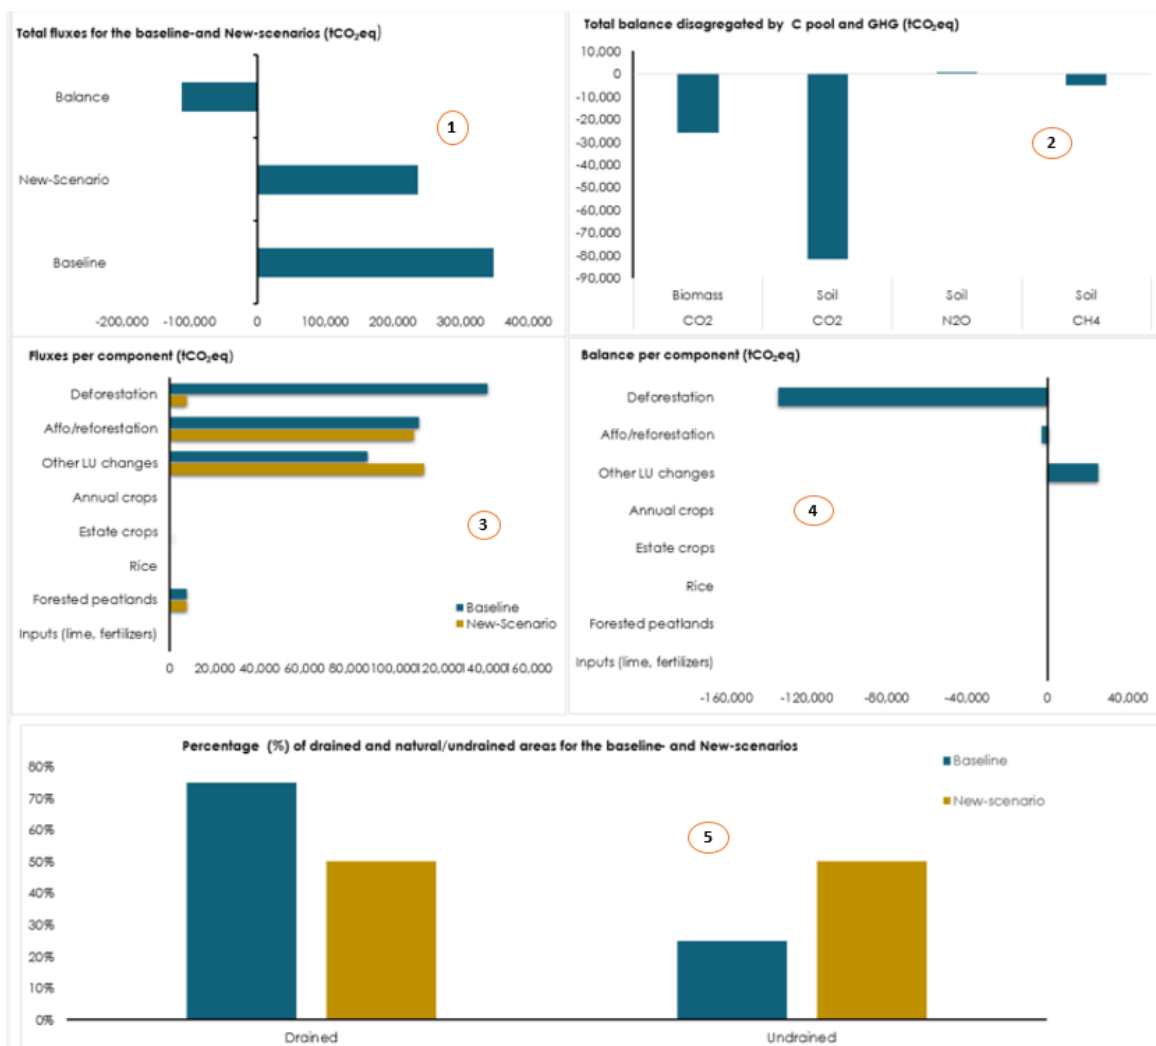 Total fluxes for the baseline-and New-scenarios (tCO₂eq)
Balance
New-Scenario
Baseline
-200,000 -100,000 0 100,000 200,000 300,000 400,000
1
Total balance disagregated by C pool and GHG (tCO₂eq)
10,000
0
-10,000
-20,000
-30,000
-40,000
-50,000
-60,000
-70,000
-80,000
-90,000
Biomass Soil Soil Soil
CO2 CO2 N2O CH4
2
Fluxes per component (tCO₂eq)
Deforestation
Affo/reforestation
Other LU changes
Annual crops
Estate crops
Rice
Forested peatlands
Inputs (lime, fertilizers)
0 20,000 40,000 60,000 80,000 100,000 120,000 140,000 160,000
3
Baseline
New-Scenario
Balance per component (tCO₂eq)
Deforestation
Affo/reforestation
Other LU changes
Annual crops
Estate crops
Rice
Forested peatlands
Inputs (lime, fertilizers)
-160,000 -120,000 -80,000 -40,000 0 40,000
4
Percentage (%) of drained and natural/undrained areas for the baseline- and New-scenarios
80%
70%
60%
50%
40%
30%
20%
10%
0%
Drained Undrained
5
Baseline
New-scenario